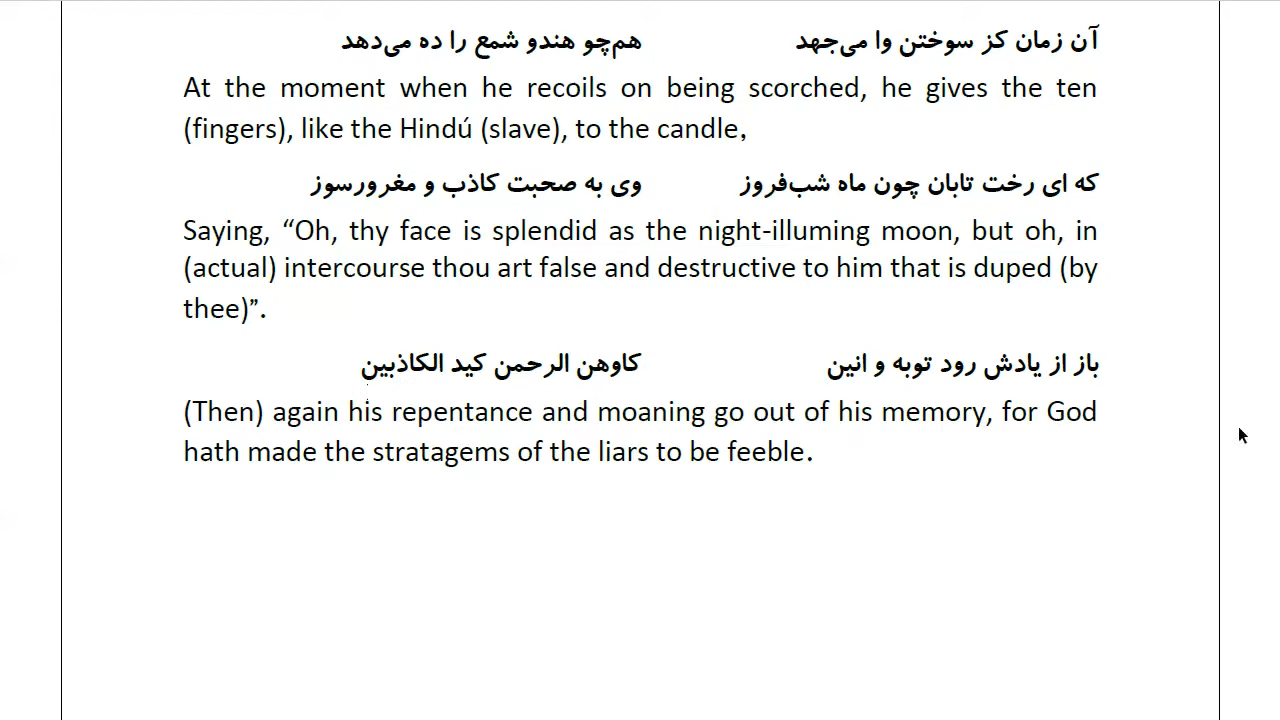 آن زمان کز سوختن وا می‌جهد هم‌چو هندو شمع را ده می‌دهد
At the moment when he recoils on being scorched, he gives the ten
(fingers), like the Hindú (slave), to the candle,
که ای رخت تابان چون ماه شب‌فروز وی به صحبت کاذب و مغرورسوز
Saying, “Oh, thy face is splendid as the night-illuming moon, but oh, in
(actual) intercourse thou art false and destructive to him that is duped (by
thee)”.
باز از یادش رود توبه و انین کاوهن الرحمن کید الکاذبین
(Then) again his repentance and moaning go out of his memory, for God
hath made the stratagems of the liars to be feeble.